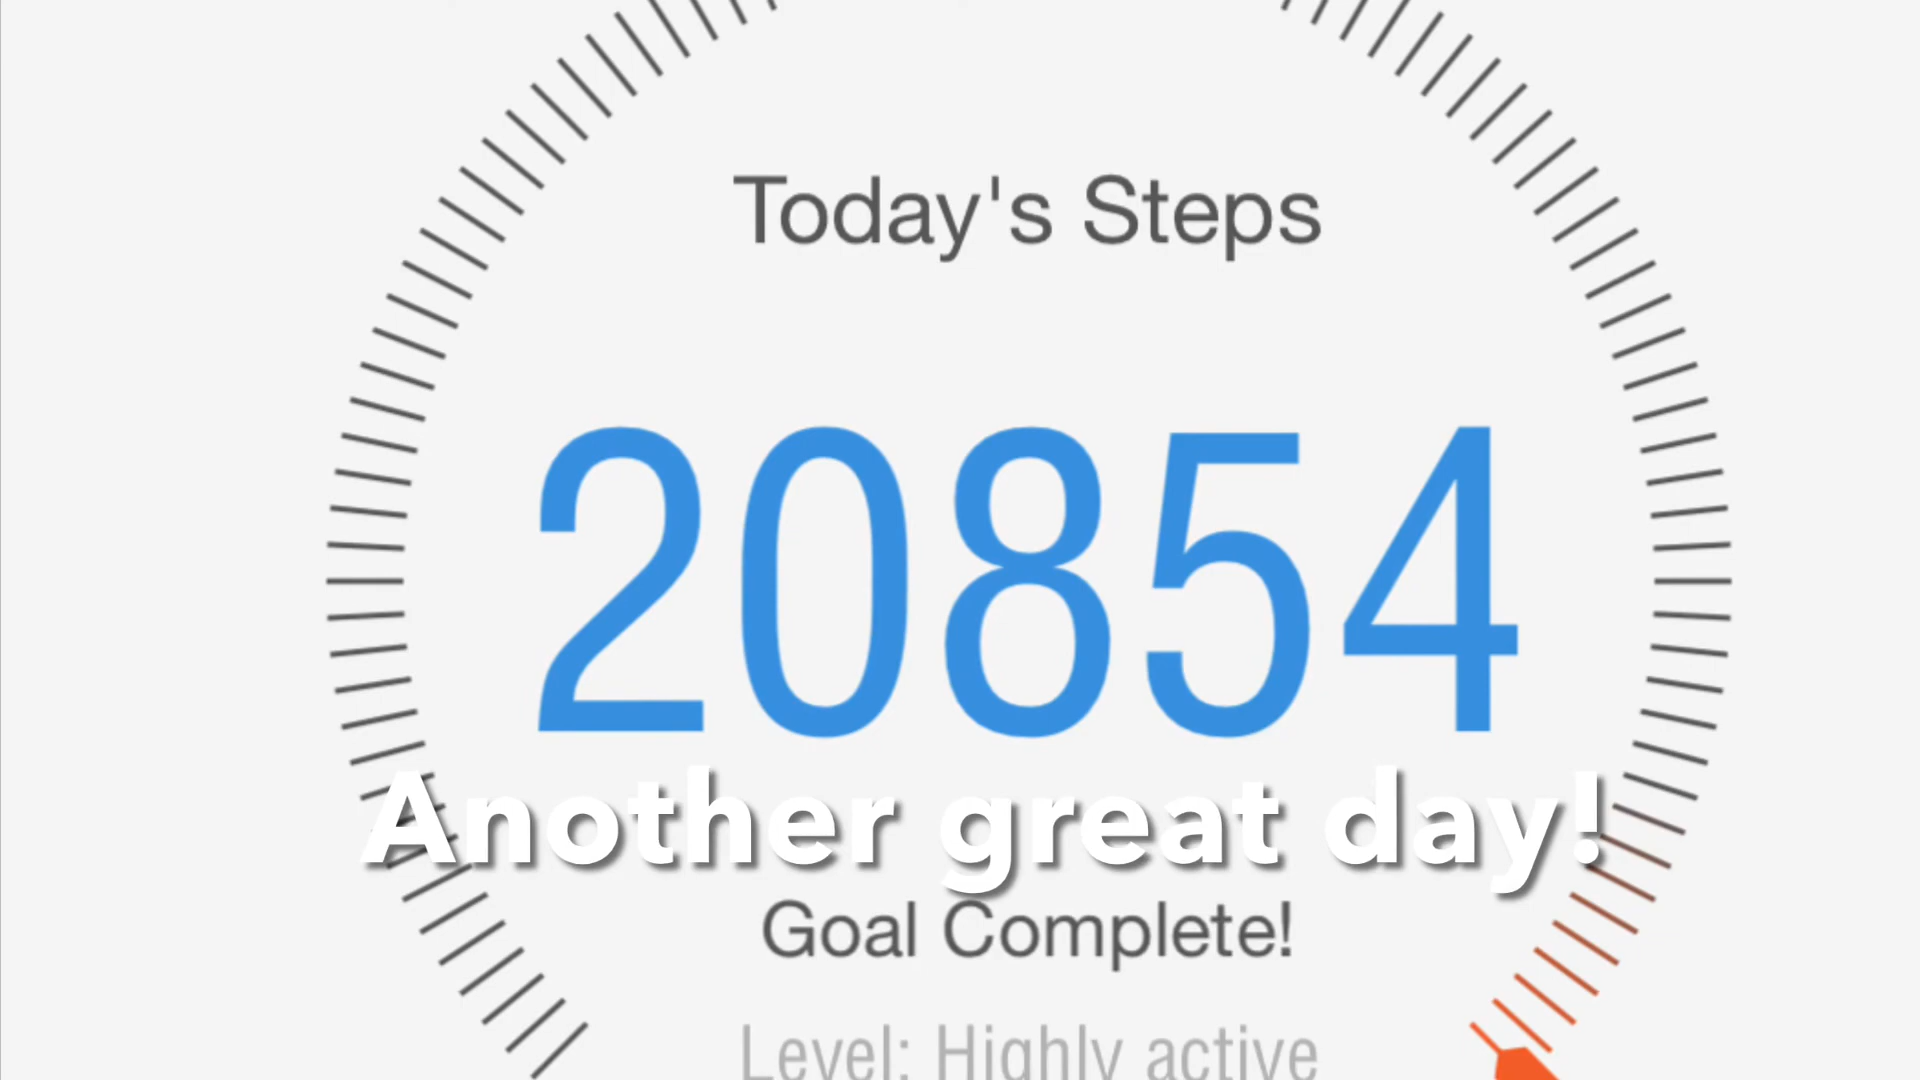 Today's Steps
20854
Another great day!
Goal Complete!
Level: Highly active